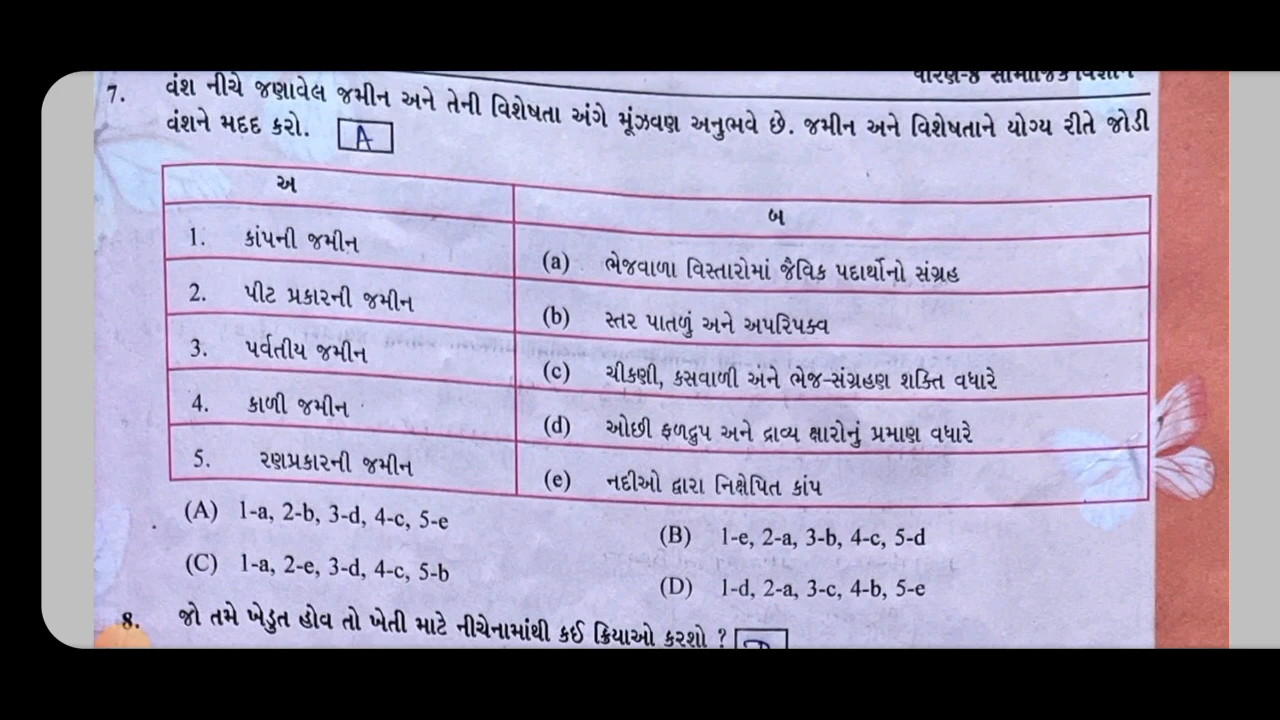 ધોરણ-8 સામાજિક વિજ્ઞાન
7. વંશ નીચે જણાવેલ જમીન અને તેની વિશેષતા અંગે મૂંઝવણ અનુભવે છે. જમીન અને વિશેષતાને યોગ્ય રીતે જોડી
વંશને મદદ કરો. A
અ બ
1. કાંપની જમીન (a) ભેજવાળા વિસ્તારોમાં જૈવિક પદાર્થોનો સંગ્રહ
2. પીટ પ્રકારની જમીન (b) સ્તર પાતળું અને અપરિપક્વ
3. પર્વતીય જમીન (c) ચીકણી, કસવાળી અને ભેજ-સંગ્રહણ શક્તિ વધારે
4. કાળી જમીન (d) ઓછી ફળદ્રુપ અને દ્રાવ્ય ક્ષારોનું પ્રમાણ વધારે
5. રણપ્રકારની જમીન (e) નદીઓ દ્વારા નિક્ષેપિત કાંપ
(A) 1-a, 2-b, 3-d, 4-c, 5-e (B) 1-e, 2-a, 3-b, 4-c, 5-d
(C) 1-a, 2-e, 3-d, 4-c, 5-b (D) 1-d, 2-a, 3-c, 4-b, 5-e
8. જો તમે ખેડુત હોવ તો ખેતી માટે નીચેનામાંથી કઈ ક્રિયાઓ કરશો ?